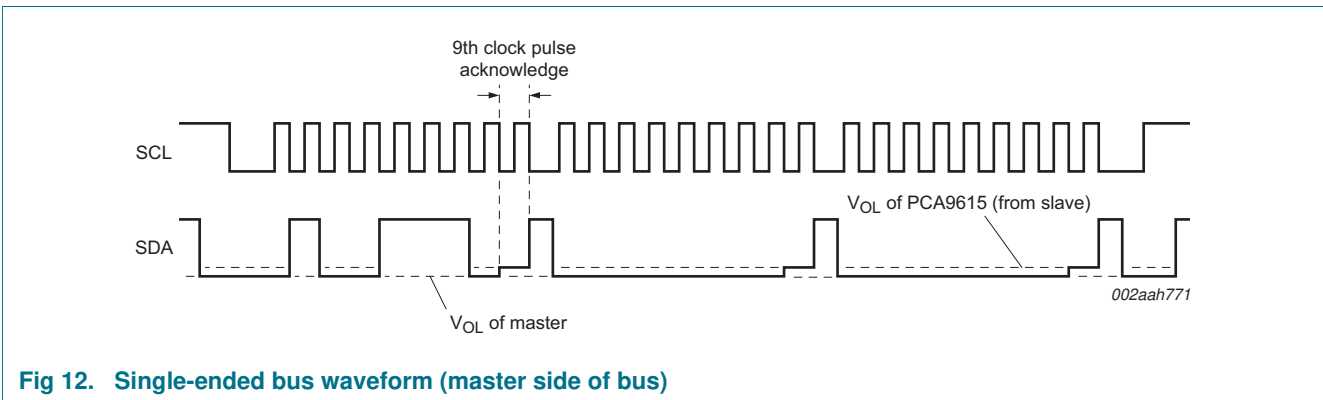 9th clock pulse
acknowledge
SCL
VOL of PCA9615 (from slave)
SDA
002aah771
VOL of master
Fig 12. Single-ended bus waveform (master side of bus)